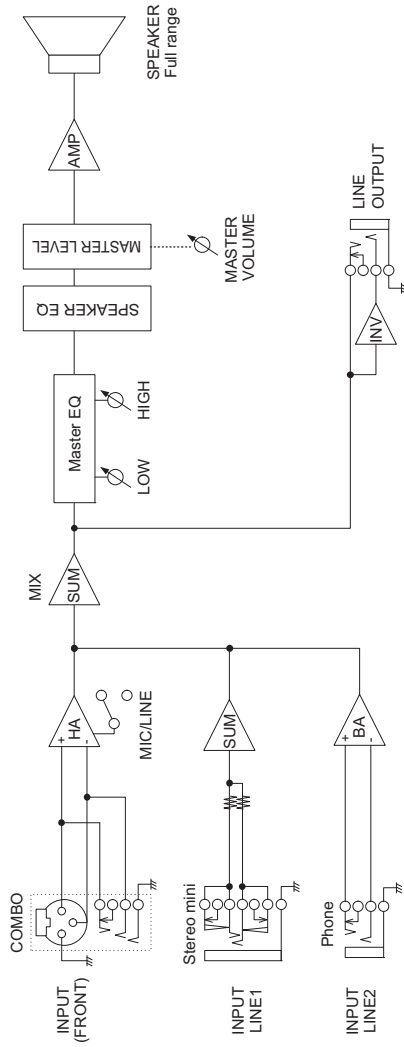 INPUT
(FRONT)
COMBO
+
-
HA
MIC/LINE
INPUT
LINE1
Stereo mini
SUM
INPUT
LINE2
Phone
+
-
BA
MIX
SUM
Master EQ
LOW
HIGH
SPEAKER EQ
MASTER LEVEL
MASTER
VOLUME
AMP
SPEAKER
Full range
INV
LINE
OUTPUT